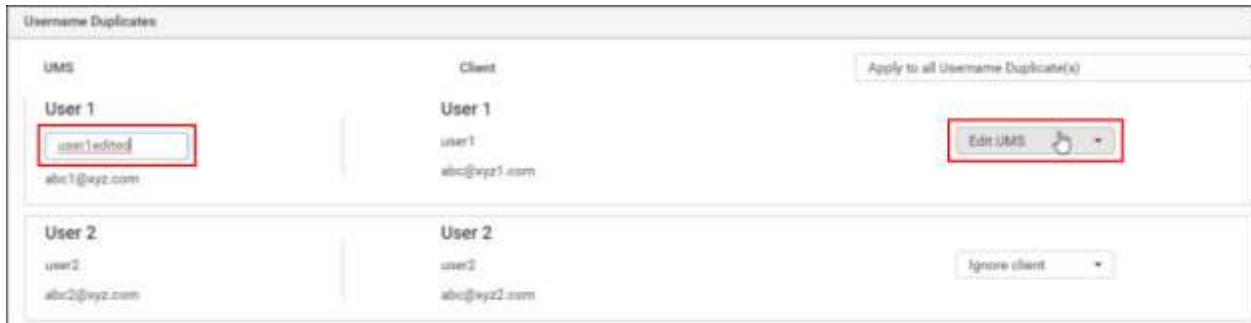 Username Duplicates
UMS Client Apply to all Username Duplicate(s)
User 1 User 1
user1edited user1 Edit UMS
abc1@xyz.com abc@xyz1.com
User 2 User 2
user2 user2 Ignore client
abc2@xyz.com abc@xyz2.com